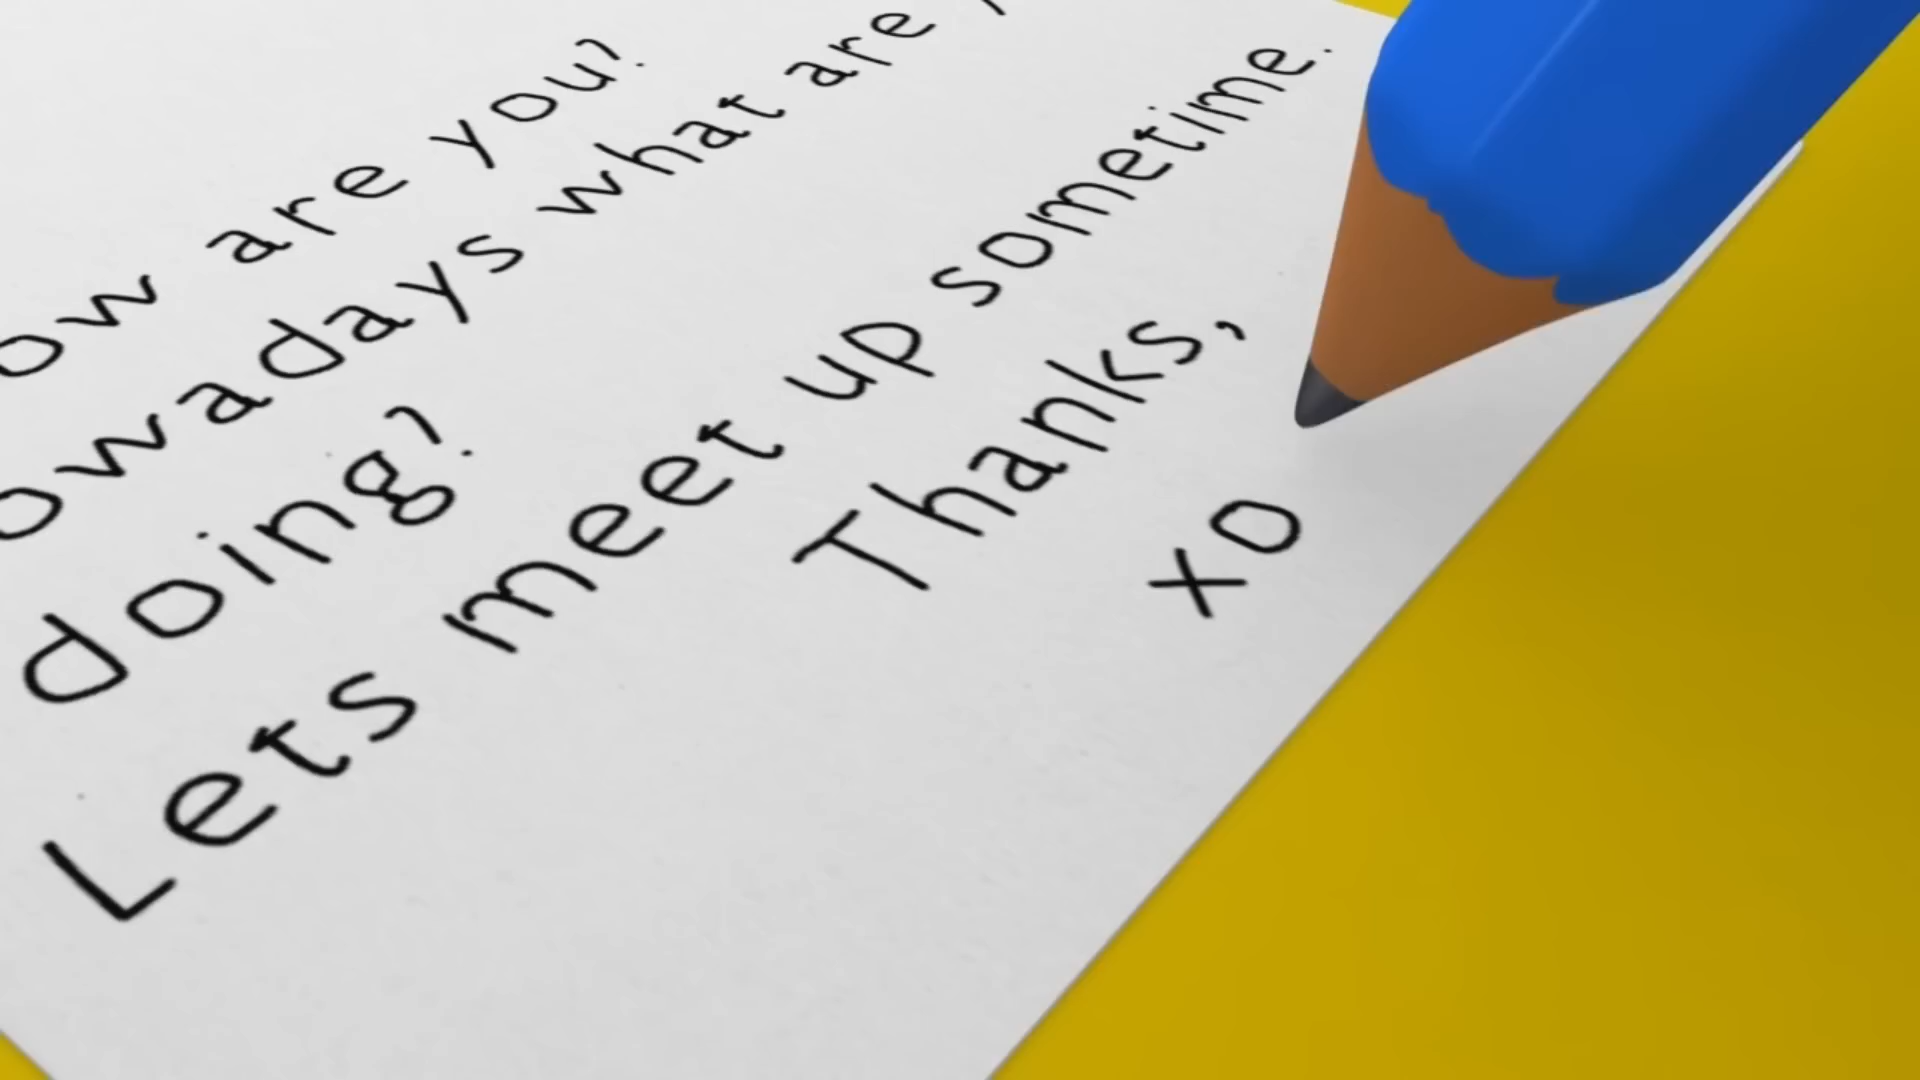 ow are you?
owadays what are
doing?
Lets meet up sometime.
Thanks,
xo